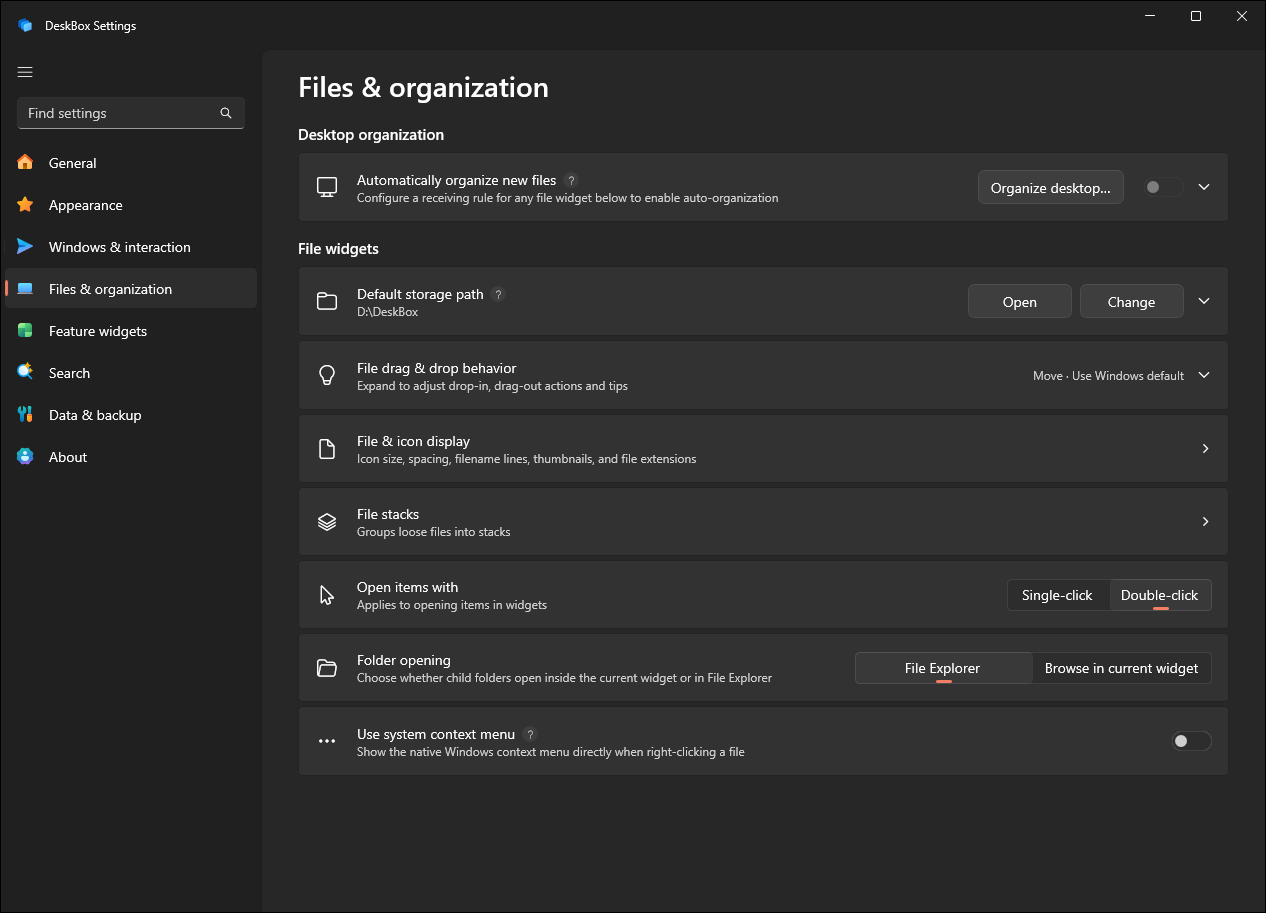 DeskBox Settings
Find settings
General
Appearance
Windows & interaction
Files & organization
Feature widgets
Search
Data & backup
About
Files & organization
Desktop organization
Automatically organize new files ?
Configure a receiving rule for any file widget below to enable auto-organization
Organize desktop...
File widgets
Default storage path ?
D:\DeskBox
Open
Change
File drag & drop behavior
Expand to adjust drop-in, drag-out actions and tips
Move · Use Windows default
File & icon display
Icon size, spacing, filename lines, thumbnails, and file extensions
File stacks
Groups loose files into stacks
Open items with
Applies to opening items in widgets
Single-click
Double-click
Folder opening
Choose whether child folders open inside the current widget or in File Explorer
File Explorer
Browse in current widget
Use system context menu ?
Show the native Windows context menu directly when right-clicking a file